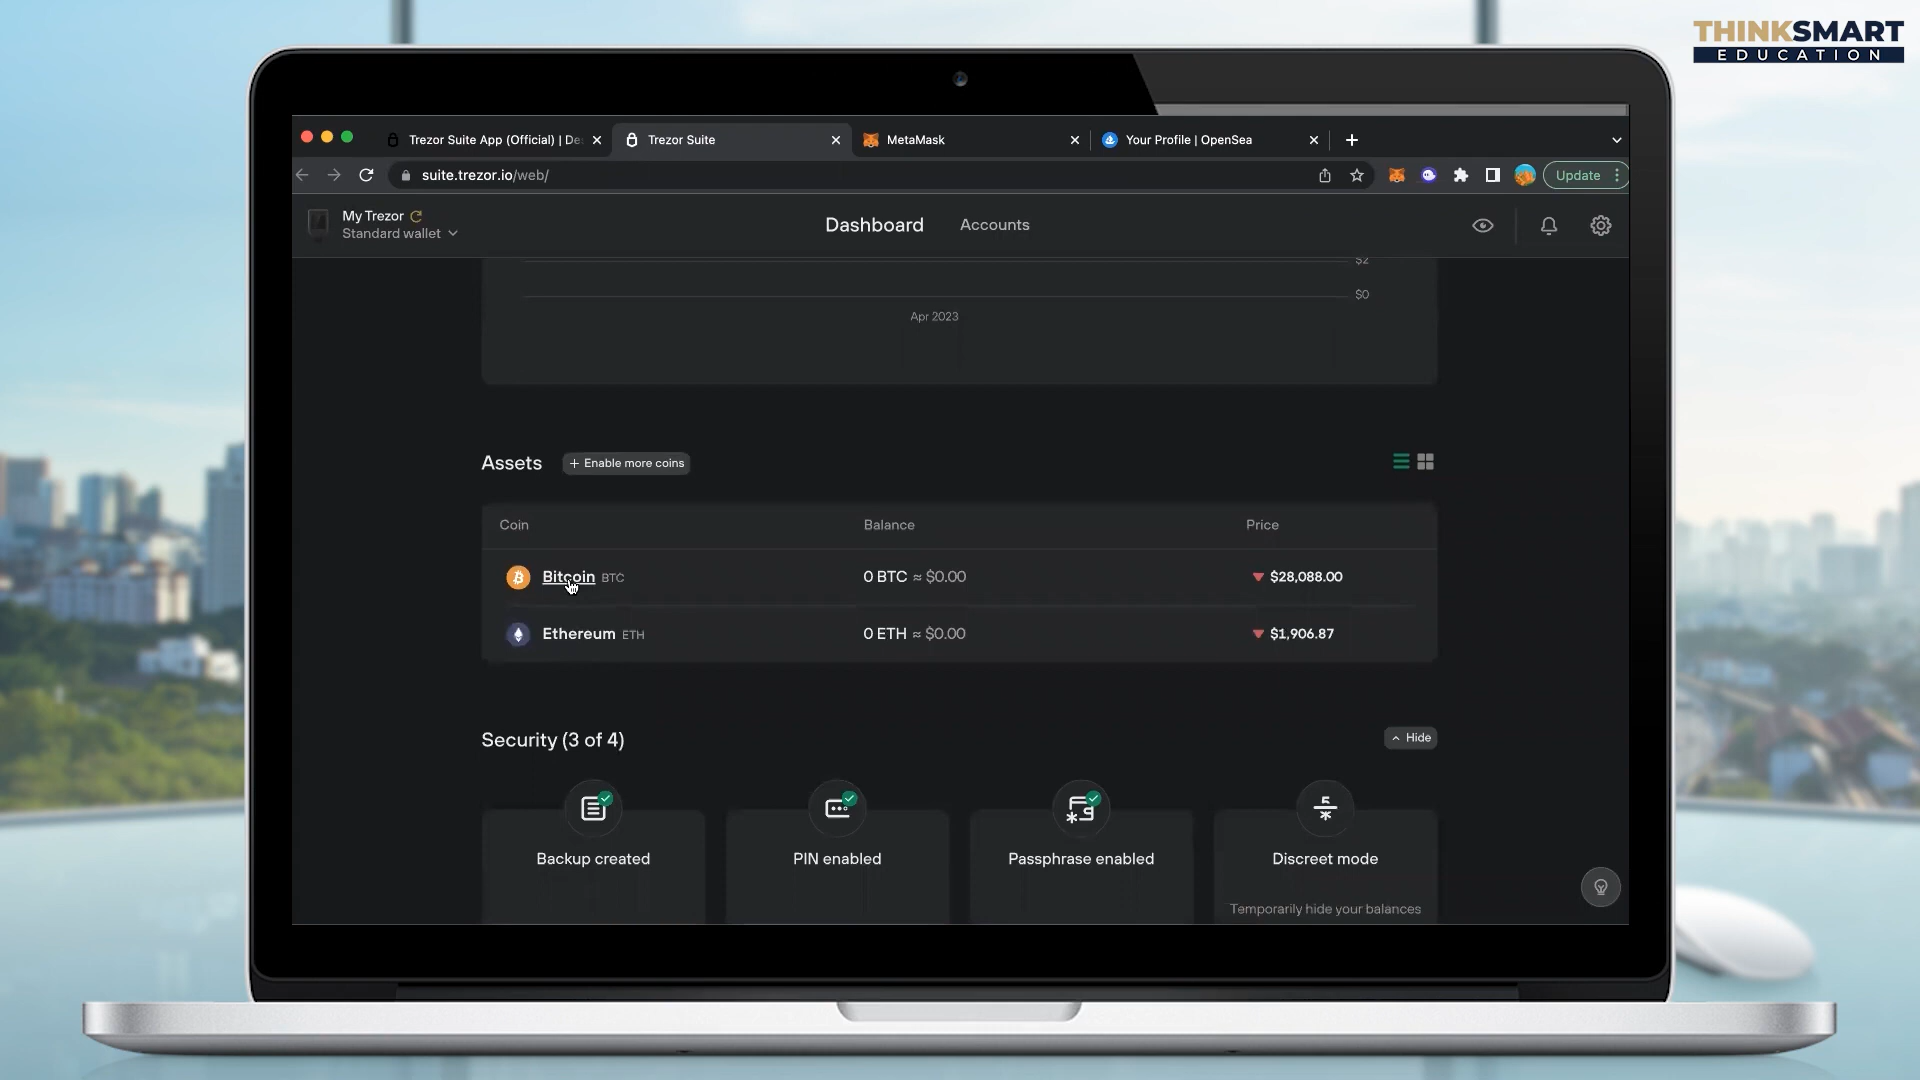 THINKSMART
EDUCATION
Trezor Suite App (Official) | De
Trezor Suite
MetaMask
Your Profile | OpenSea
suite.trezor.io/web/
Update
My Trezor
Standard wallet
Dashboard
Accounts
$2
$0
Apr 2023
Assets
+ Enable more coins
Coin
Balance
Price
Bitcoin BTC
0 BTC ≈ $0.00
$28,088.00
Ethereum ETH
0 ETH ≈ $0.00
$1,906.87
Security (3 of 4)
Hide
Backup created
PIN enabled
Passphrase enabled
Discreet mode
Temporarily hide your balances